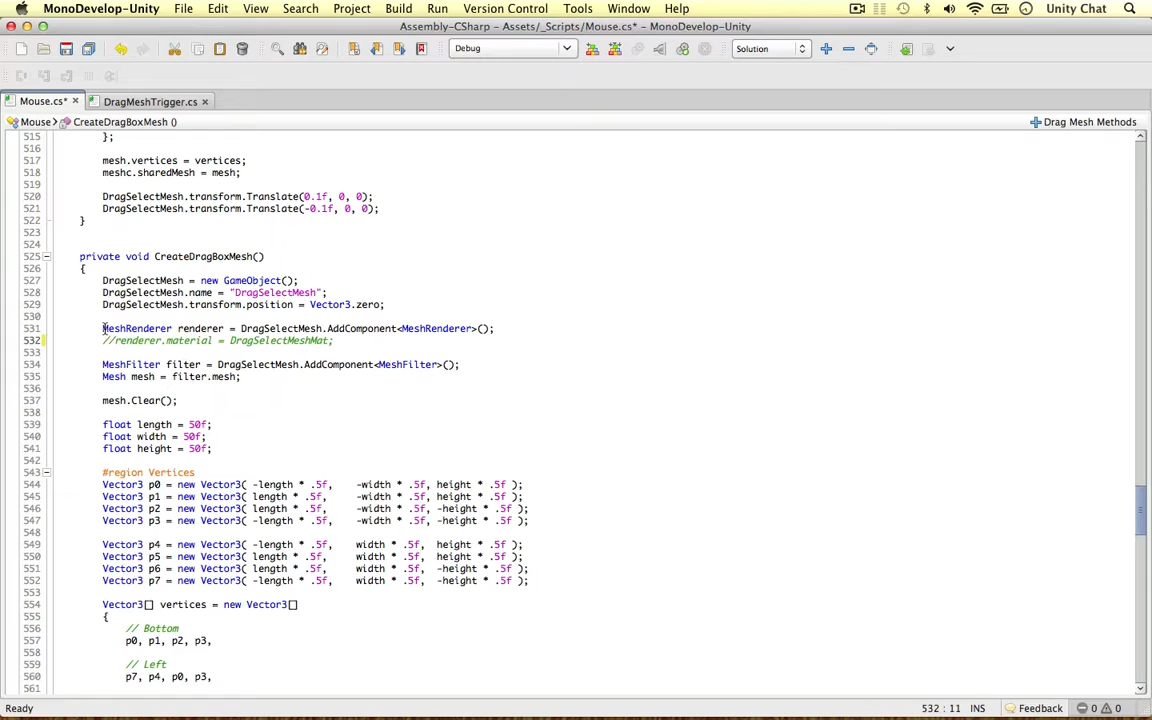 MonoDevelop-Unity File Edit View Search Project Build Run Version Control Tools Window Help Unity Chat
Assembly-CSharp - Assets/_Scripts/Mouse.cs* - MonoDevelop-Unity
Debug Solution
Mouse.cs* DragMeshTrigger.cs
Mouse CreateDragBoxMesh () Drag Mesh Methods
515 };
516
517 mesh.vertices = vertices;
518 meshc.sharedMesh = mesh;
519
520 DragSelectMesh.transform.Translate(0.1f, 0, 0);
521 DragSelectMesh.transform.Translate(-0.1f, 0, 0);
522 }
523
524
525 private void CreateDragBoxMesh()
526 {
527 DragSelectMesh = new GameObject();
528 DragSelectMesh.name = "DragSelectMesh";
529 DragSelectMesh.transform.position = Vector3.zero;
530
531 MeshRenderer renderer = DragSelectMesh.AddComponent<MeshRenderer>();
532 //renderer.material = DragSelectMeshMat;
533
534 MeshFilter filter = DragSelectMesh.AddComponent<MeshFilter>();
535 Mesh mesh = filter.mesh;
536
537 mesh.Clear();
538
539 float length = 50f;
540 float width = 50f;
541 float height = 50f;
542
543 #region Vertices
544 Vector3 p0 = new Vector3( -length * .5f, -width * .5f, height * .5f );
545 Vector3 p1 = new Vector3( length * .5f, -width * .5f, height * .5f );
546 Vector3 p2 = new Vector3( length * .5f, -width * .5f, -height * .5f );
547 Vector3 p3 = new Vector3( -length * .5f, -width * .5f, -height * .5f );
548
549 Vector3 p4 = new Vector3( -length * .5f, width * .5f, height * .5f );
550 Vector3 p5 = new Vector3( length * .5f, width * .5f, height * .5f );
551 Vector3 p6 = new Vector3( length * .5f, width * .5f, -height * .5f );
552 Vector3 p7 = new Vector3( -length * .5f, width * .5f, -height * .5f );
553
554 Vector3[] vertices = new Vector3[]
555 {
556 // Bottom
557 p0, p1, p2, p3,
558
559 // Left
560 p7, p4, p0, p3,
561
Ready 532 : 11 INS Feedback 0 0